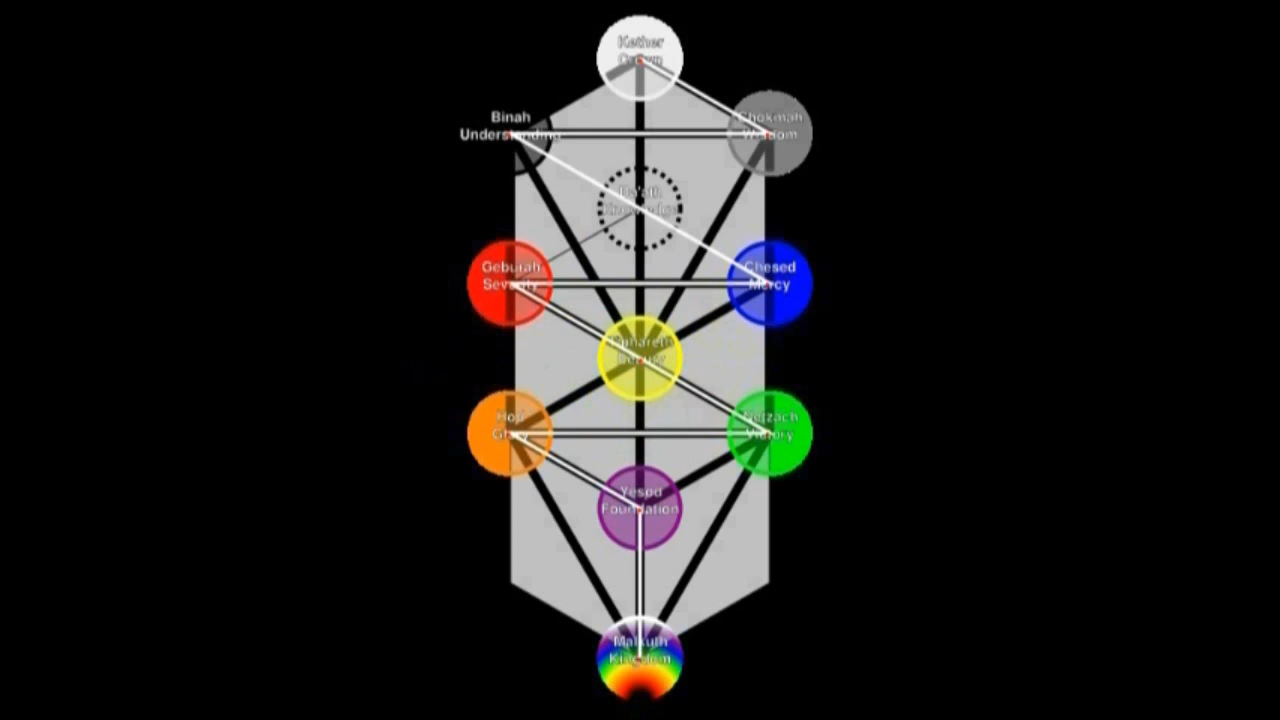 Kether
Crown
Binah
Understanding
Chokmah
Wisdom
Da'ath
Knowledge
Geburah
Severity
Chesed
Mercy
Tiphareth
Beauty
Hod
Glory
Netzach
Victory
Yesod
Foundation
Malkuth
Kingdom